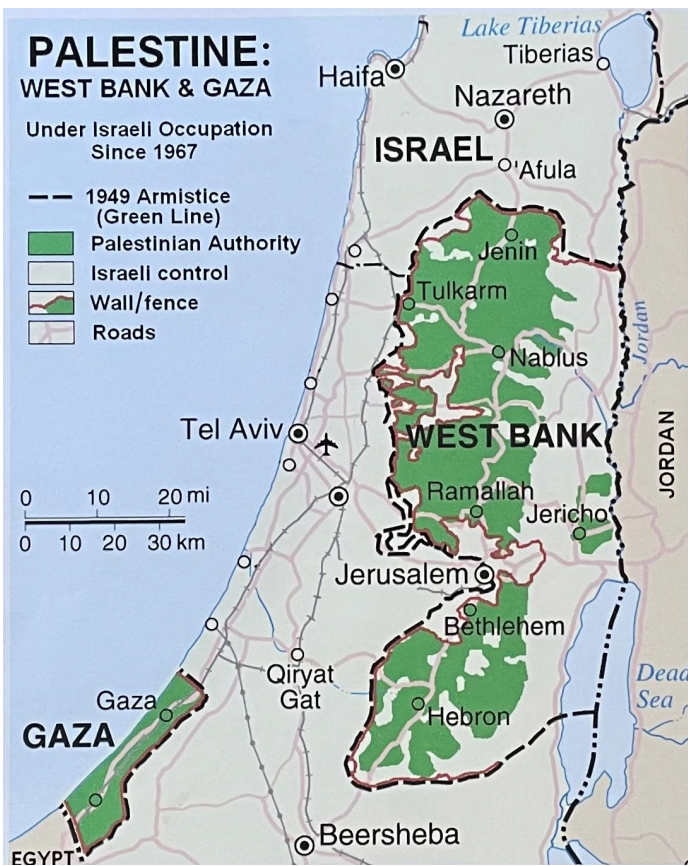 PALESTINE:
WEST BANK & GAZA
Under Israeli Occupation
Since 1967
1949 Armistice
(Green Line)
Palestinian Authority
Israeli control
Wall/fence
Roads
Lake Tiberias
Tiberias
Haifa
Nazareth
ISRAEL
'Afula
Jenin
Tulkarm
Jordan
Nablus
Tel Aviv
WEST BANK
JORDAN
0 10 20 mi
0 10 20 30 km
Ramallah
Jericho
Jerusalem
Bethlehem
Qiryat
Gat
Dead
Sea
Gaza
GAZA
Hebron
Beersheba
EGYPT